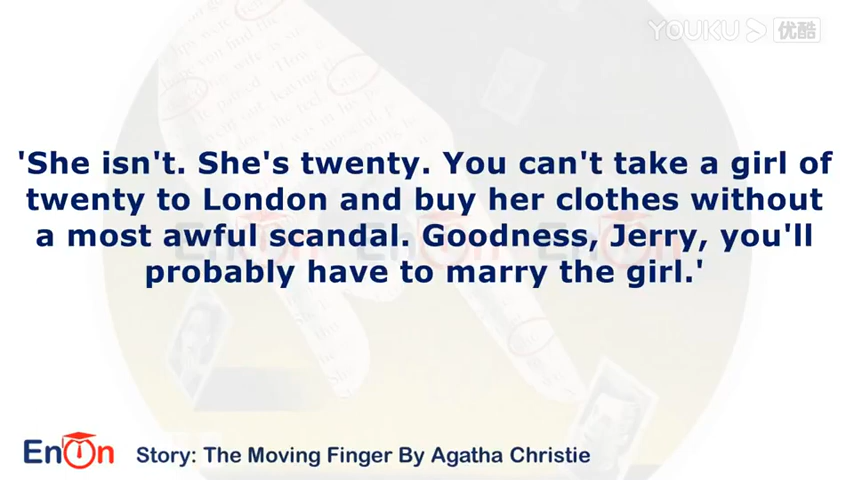 YOUKU 优酷
'She isn't. She's twenty. You can't take a girl of
twenty to London and buy her clothes without
a most awful scandal. Goodness, Jerry, you'll
probably have to marry the girl.'
EnOn
Story: The Moving Finger By Agatha Christie